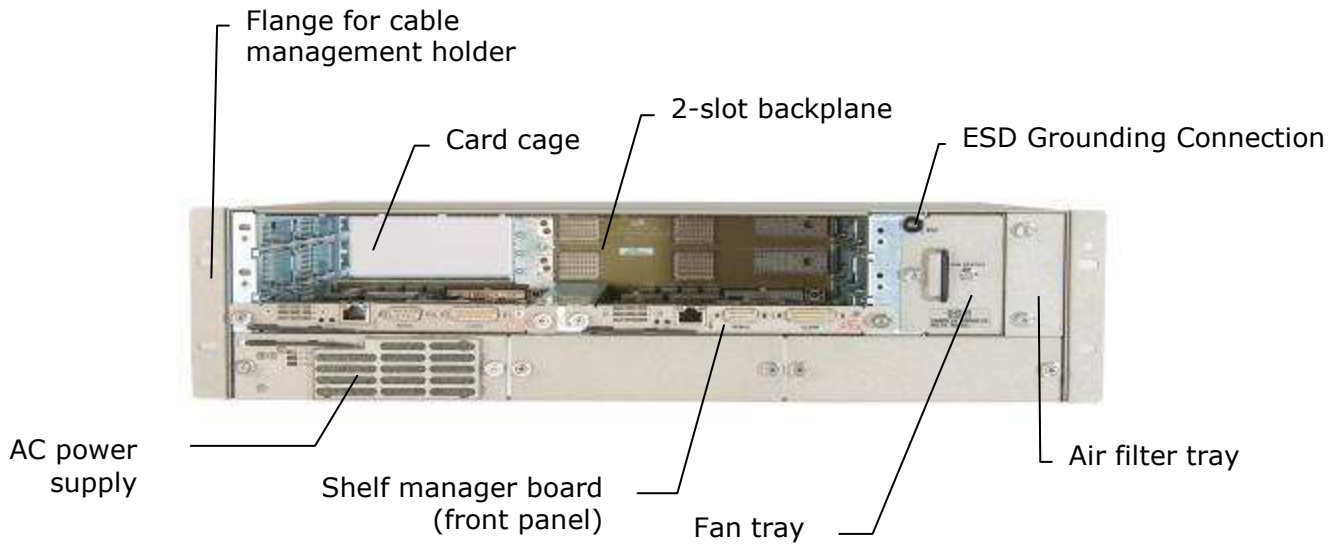 Flange for cable
management holder
2-slot backplane
Card cage
ESD Grounding Connection
AC power
supply
Shelf manager board
(front panel)
Fan tray
Air filter tray